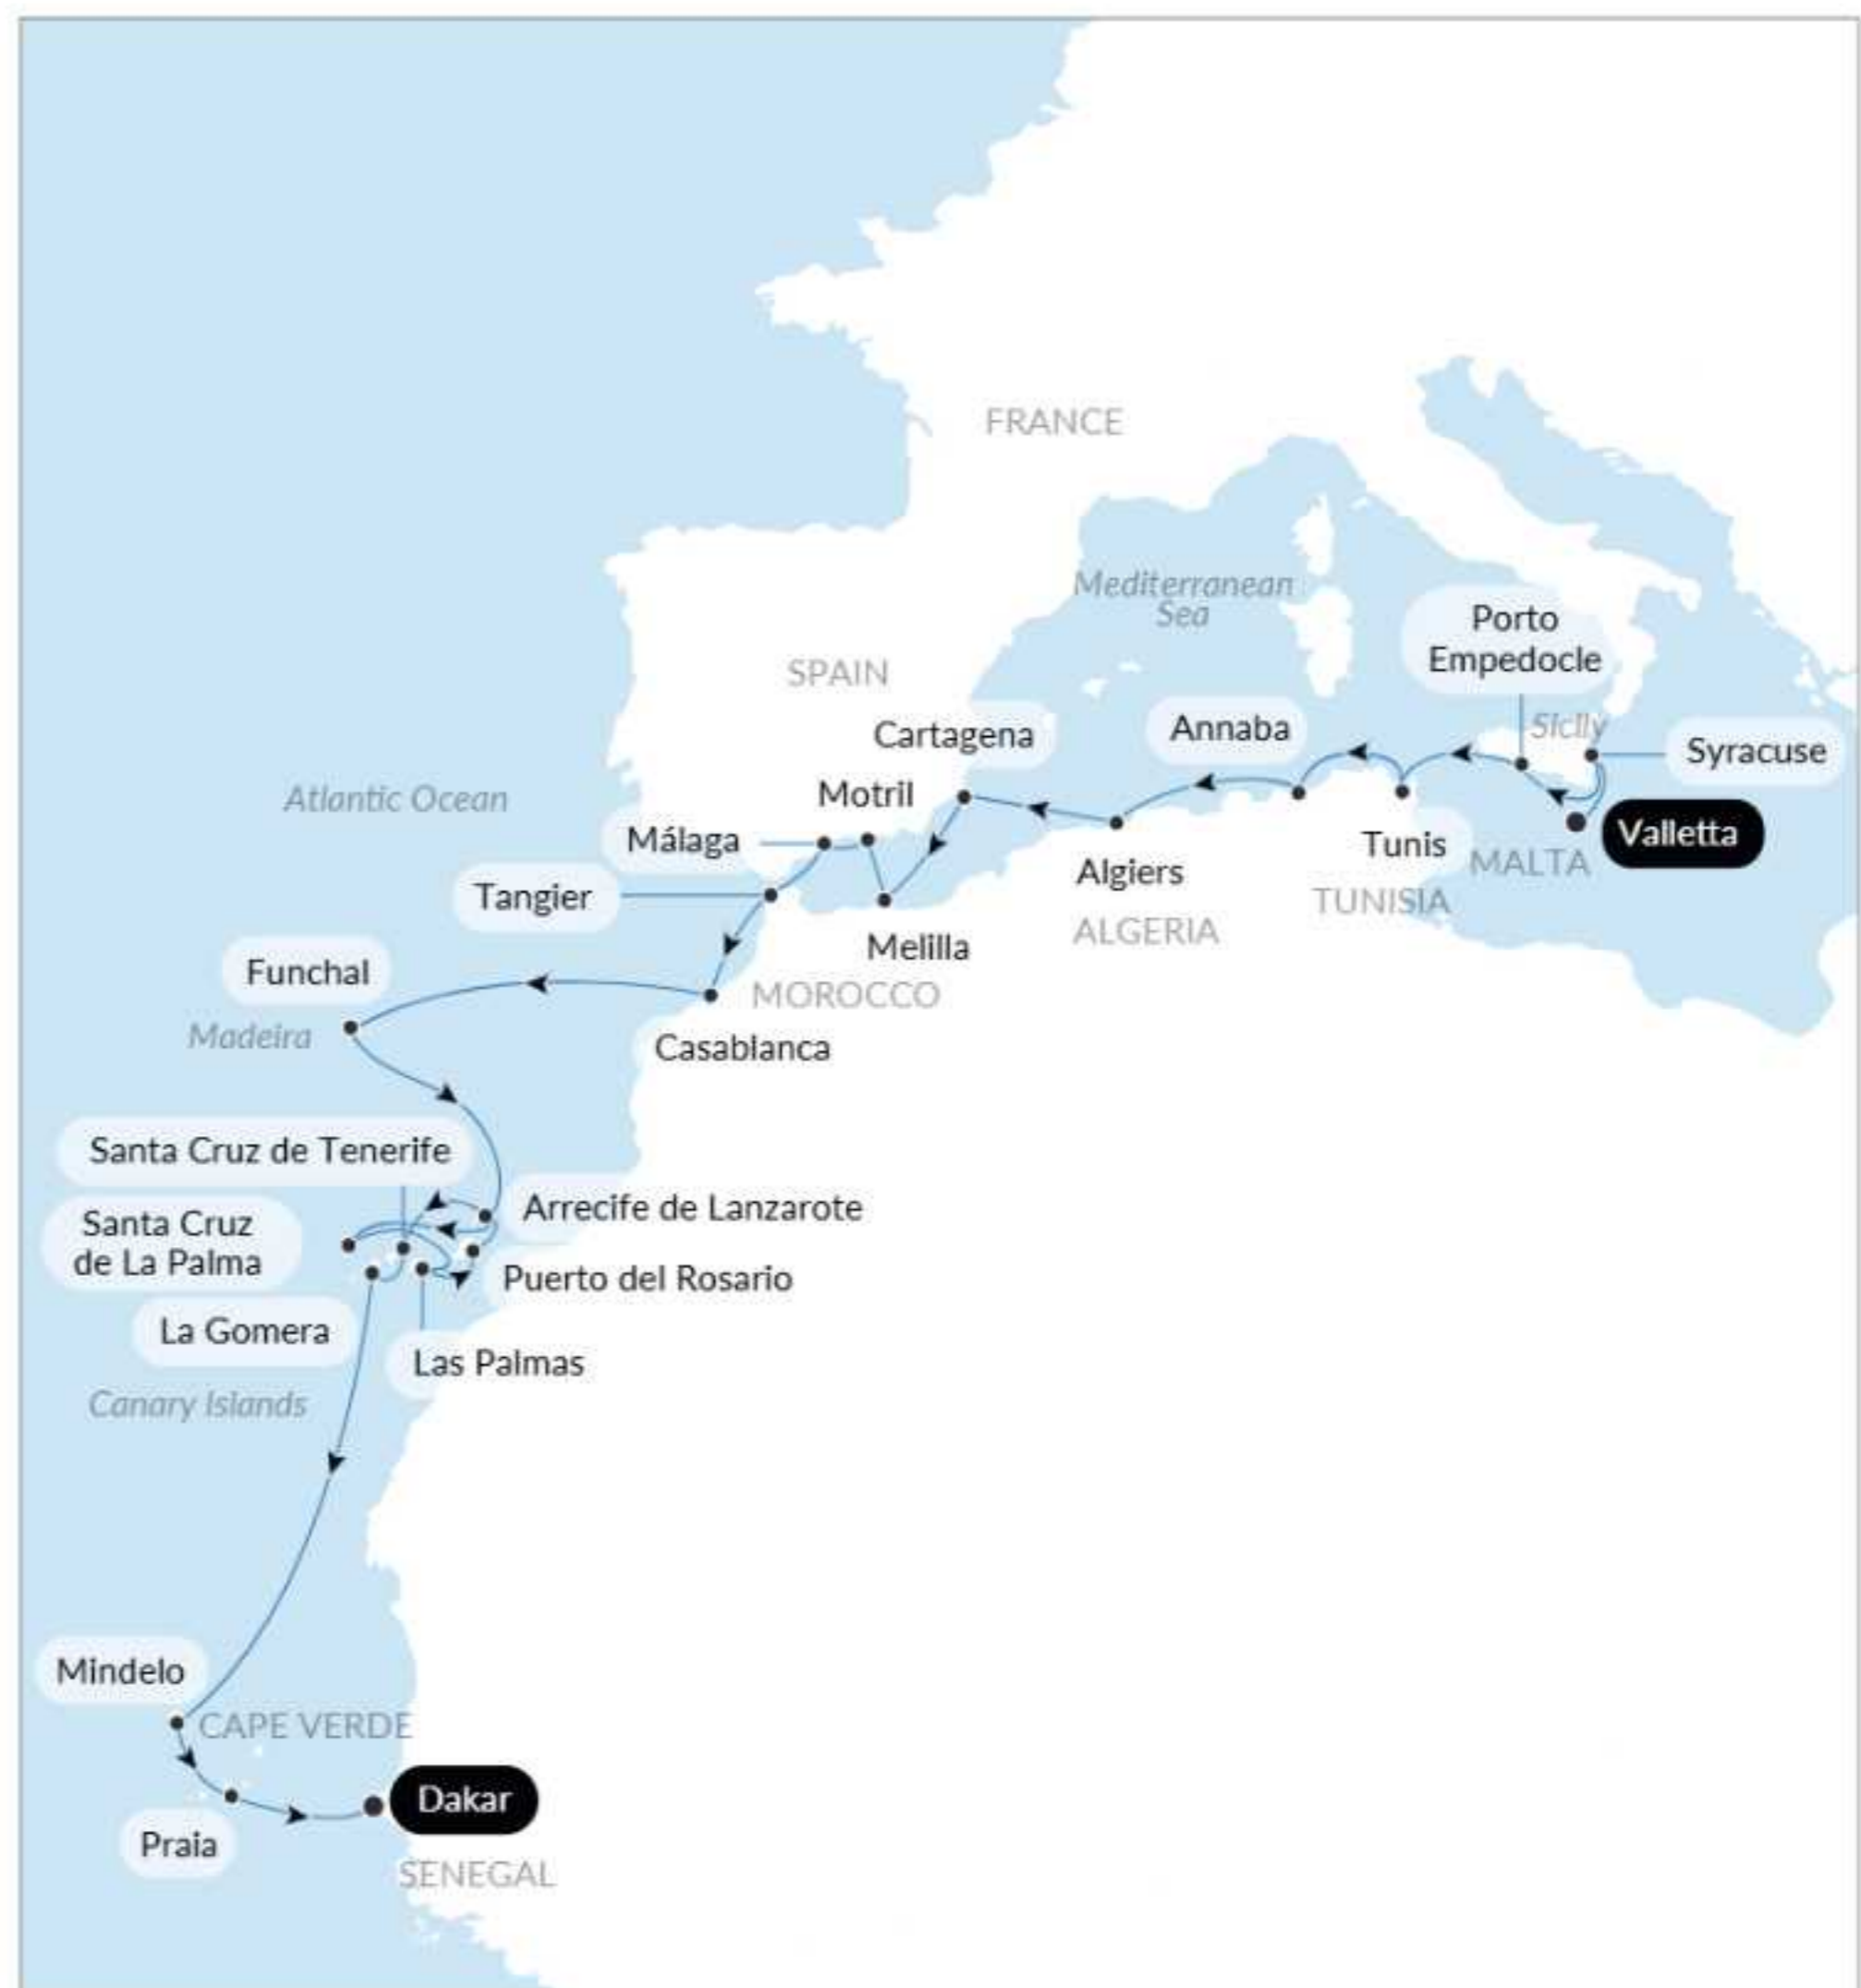 FRANCE
Mediterranean
Sea
Porto
Empedocle
SPAIN
Sicily
Cartagena
Annaba
Syracuse
Atlantic Ocean
Motril
Málaga
Valletta
Tunis
MALTA
Algiers
Tangier
TUNISIA
ALGERIA
Melilla
Funchal
MOROCCO
Madeira
Casablanca
Santa Cruz de Tenerife
Arrecife de Lanzarote
Santa Cruz
de La Palma
Puerto del Rosario
La Gomera
Las Palmas
Canary Islands
Mindelo
CAPE VERDE
Dakar
Praia
SENEGAL